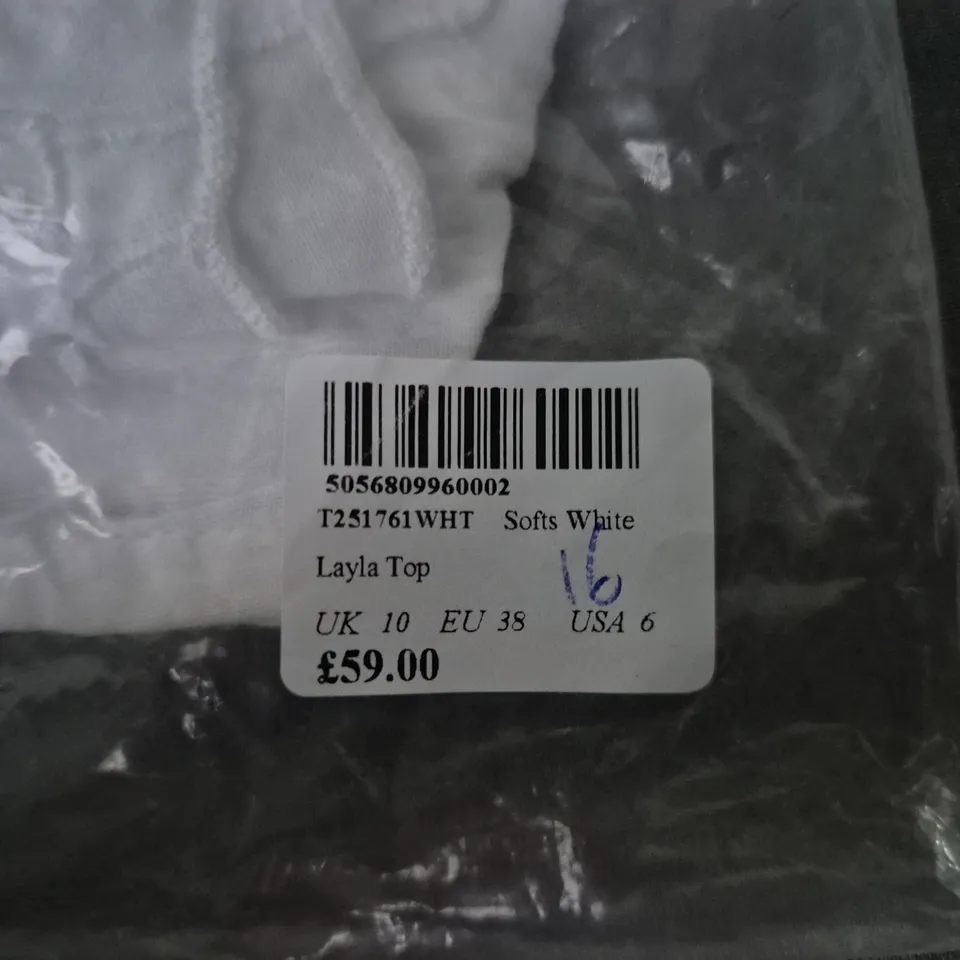 5056809960002
T251761WHT Softs White
Layla Top
16
UK 10 EU 38 USA 6
£59.00